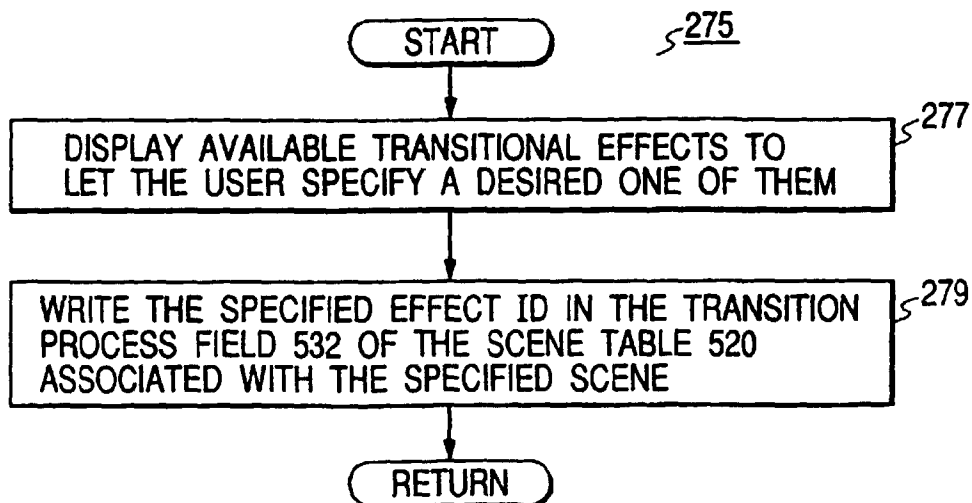 START
275
277
DISPLAY AVAILABLE TRANSITIONAL EFFECTS TO
LET THE USER SPECIFY A DESIRED ONE OF THEM
279
WRITE THE SPECIFIED EFFECT ID IN THE TRANSITION
PROCESS FIELD 532 OF THE SCENE TABLE 520
ASSOCIATED WITH THE SPECIFIED SCENE
RETURN